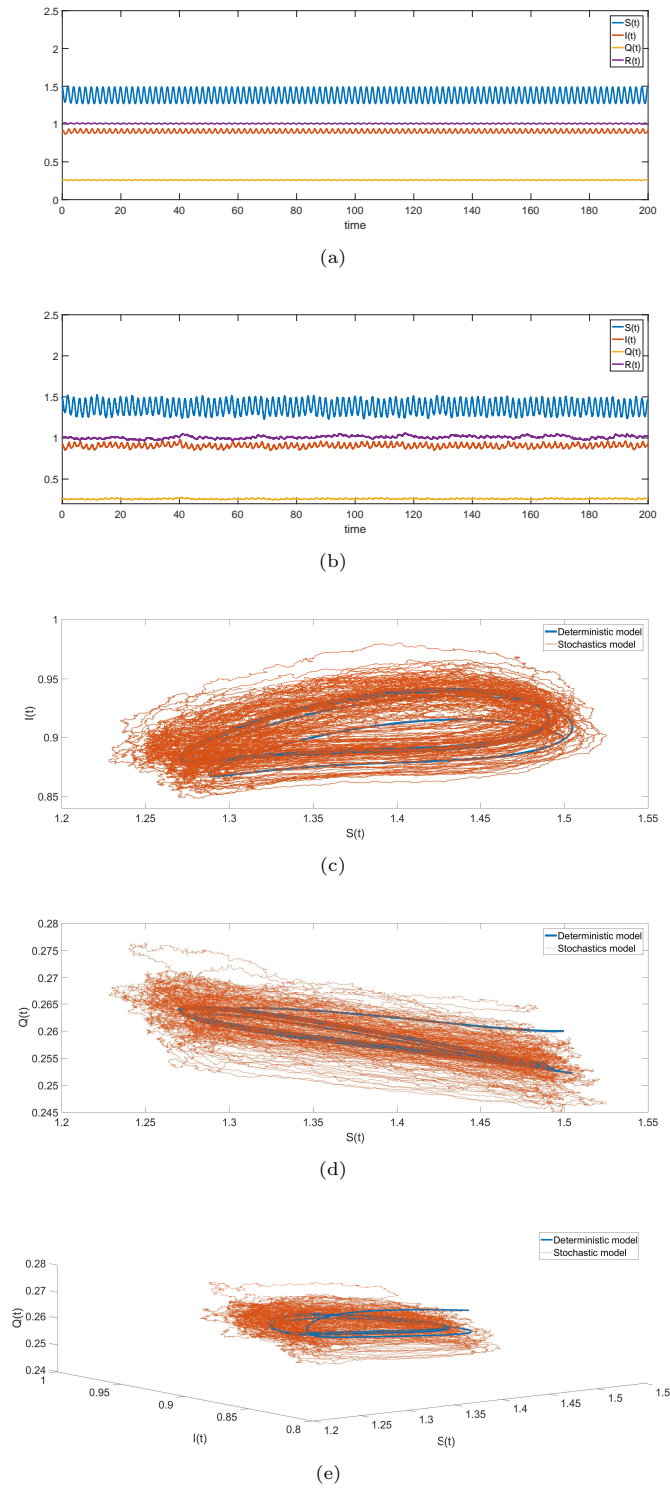 2.5
2
1.5
1
0.5
0
S(t)
I(t)
Q(t)
R(t)
0 20 40 60 80 100 120 140 160 180 200
time
(a)
2.5
2
1.5
1
0.5
S(t)
I(t)
Q(t)
R(t)
0 20 40 60 80 100 120 140 160 180 200
time
(b)
1
0.95
0.9
0.85
I(t)
Deterministic model
Stochastics model
1.2 1.25 1.3 1.35 1.4 1.45 1.5 1.55
S(t)
(c)
0.28
0.275
0.27
0.265
0.26
0.255
0.25
0.245
Q(t)
Deterministic model
Stochastics model
1.2 1.25 1.3 1.35 1.4 1.45 1.5 1.55
S(t)
(d)
Deterministic model
Stochastic model
0.28
0.27
0.26
0.25
0.24
Q(t)
1 0.95 0.9 0.85 0.8
I(t)
1.2 1.25 1.3 1.35 1.4 1.45 1.5 1.5
S(t)
(e)